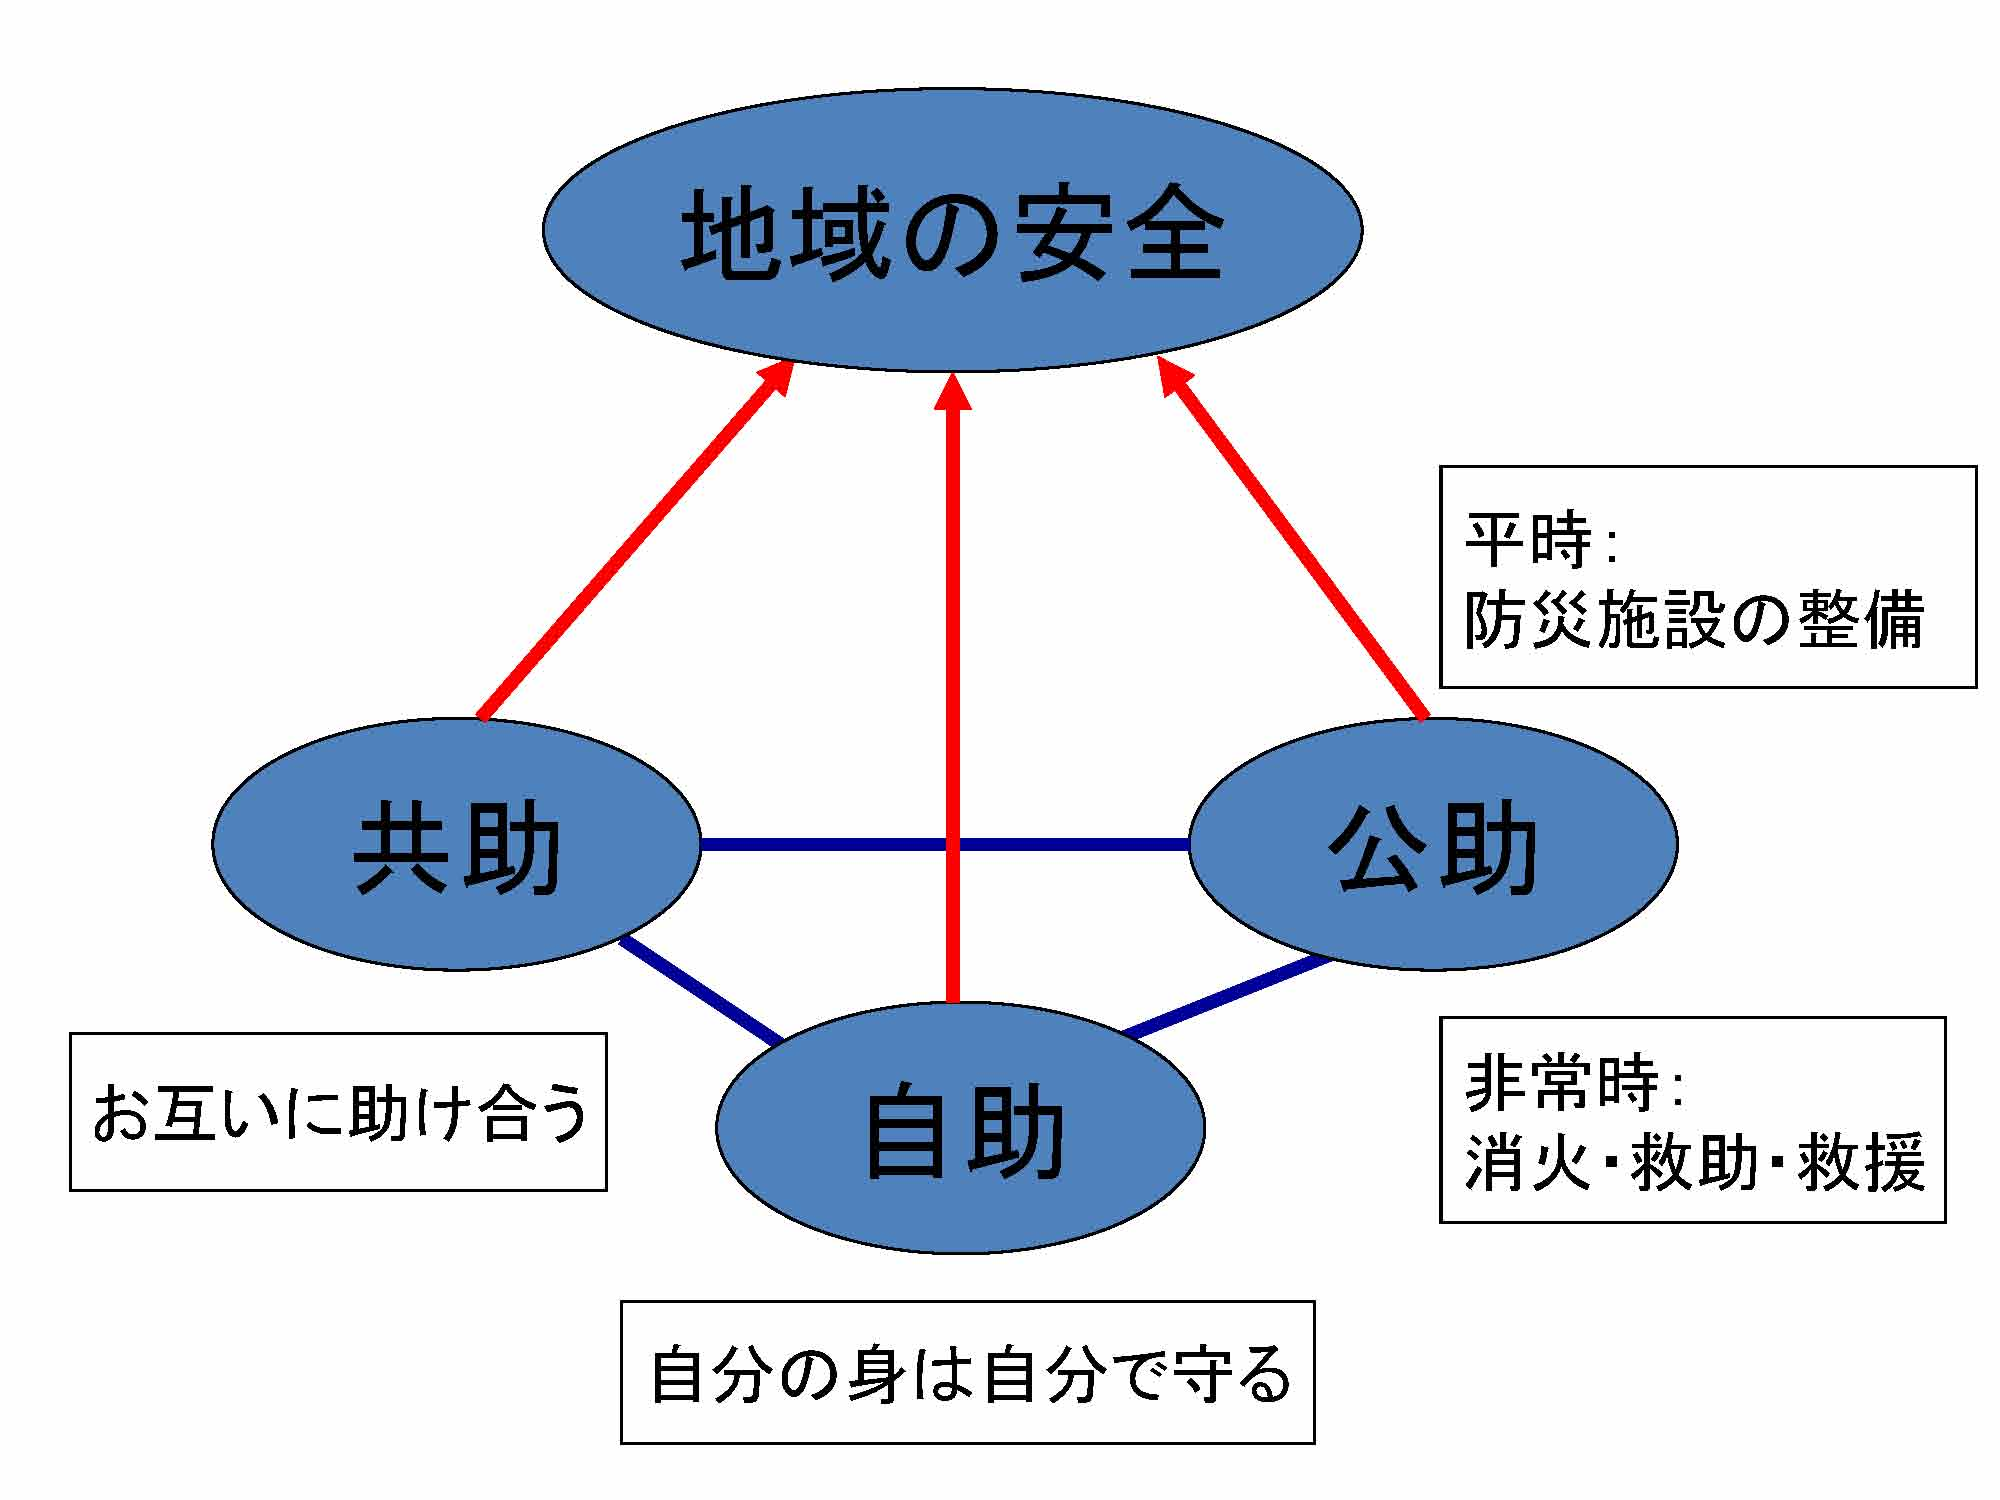 地域の安全
平時：
防災施設の整備
共助
公助
お互いに助け合う
自助
非常時：
消火・救助・救援
自分の身は自分で守る